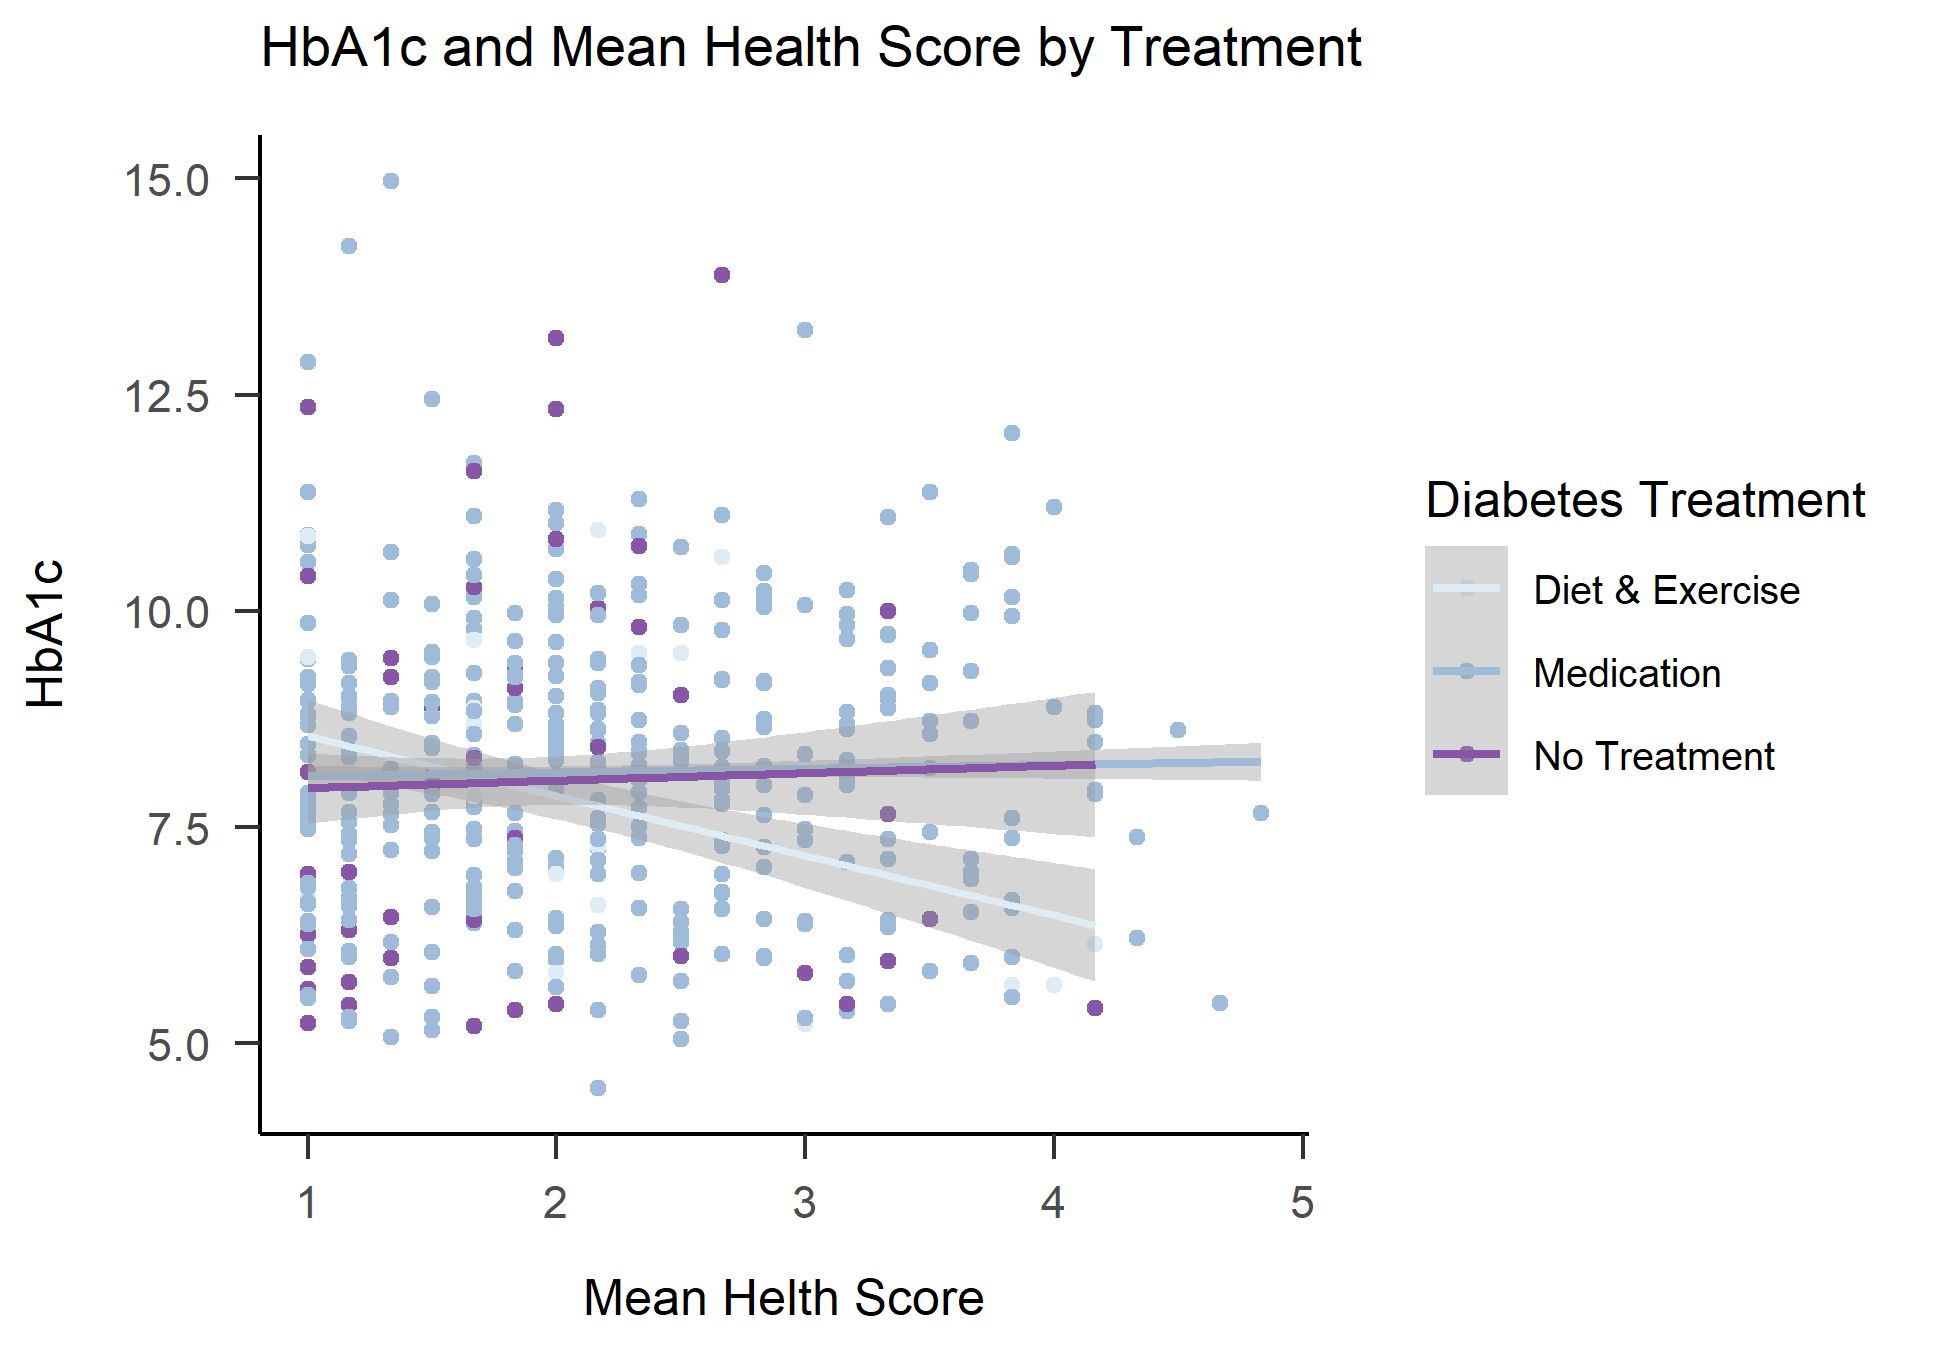 HbA1c and Mean Health Score by Treatment
15.0
12.5
10.0
7.5
5.0
HbA1c
1 2 3 4 5
Mean Helth Score
Diabetes Treatment
Diet & Exercise
Medication
No Treatment